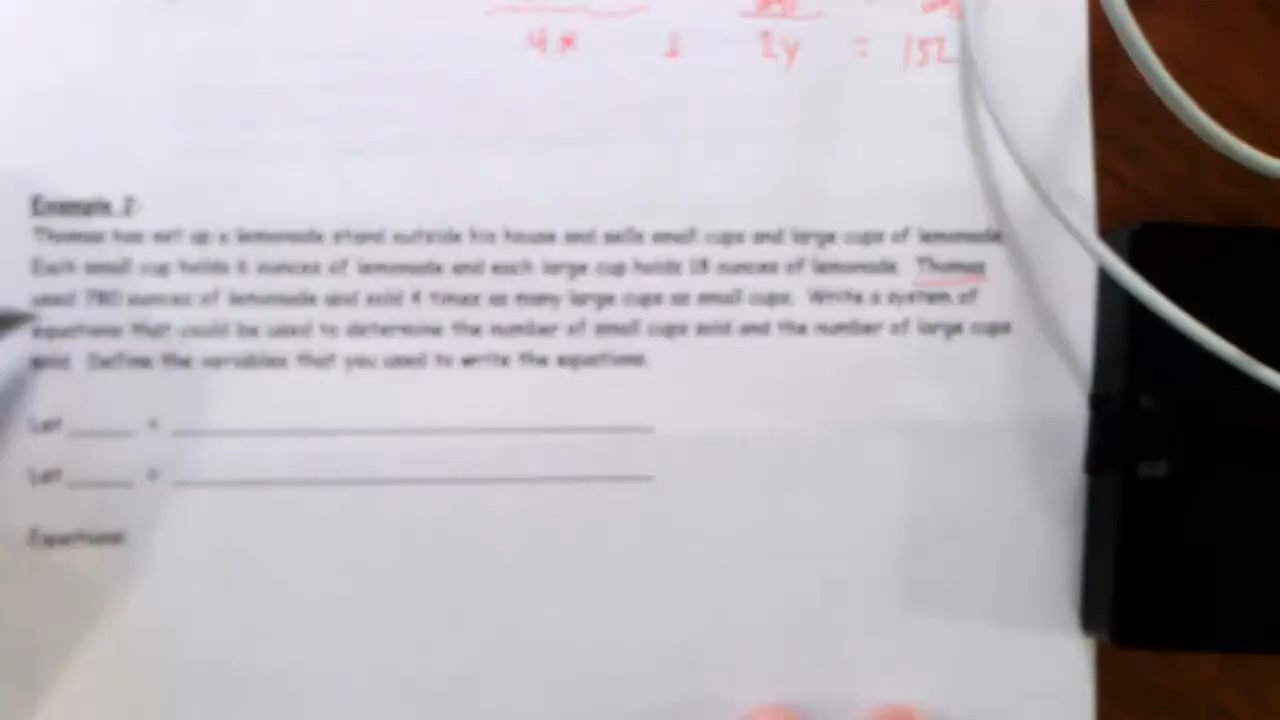 4x + 2y = 152
Example 2:
Thomas has set up a lemonade stand outside his house and sells small cups and large cups of lemonade.
Each small cup holds ounces of lemonade and each large cup holds 18 ounces of lemonade. Thomas
used 780 ounces of lemonade and sold 4 times as many large cups as small cups. Write a system of
equations that could be used to determine the number of small cups sold and the number of large cups
sold. Define the variables that you used to write the equations.
Let _____ = ______________________________
Let _____ = ______________________________
Equations: